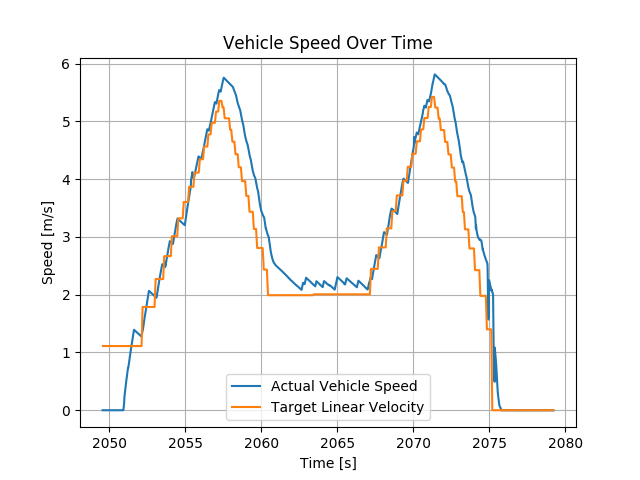 Vehicle Speed Over Time
6
5
4
3
2
1
0
Speed [m/s]
Actual Vehicle Speed
Target Linear Velocity
2050 2055 2060 2065 2070 2075 2080
Time [s]